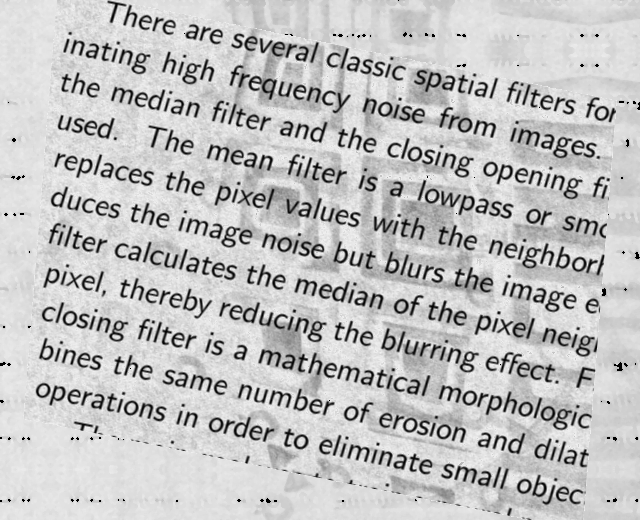 There are several classic spatial filters for
inating high frequency noise from images.
the median filter and the closing opening fi
used. The mean filter is a lowpass or smo
replaces the pixel values with the neighborh
duces the image noise but blurs the image e
filter calculates the median of the pixel neigh
pixel, thereby reducing the blurring effect. F
closing filter is a mathematical morphologic
bines the same number of erosion and dilat
operations in order to eliminate small objec